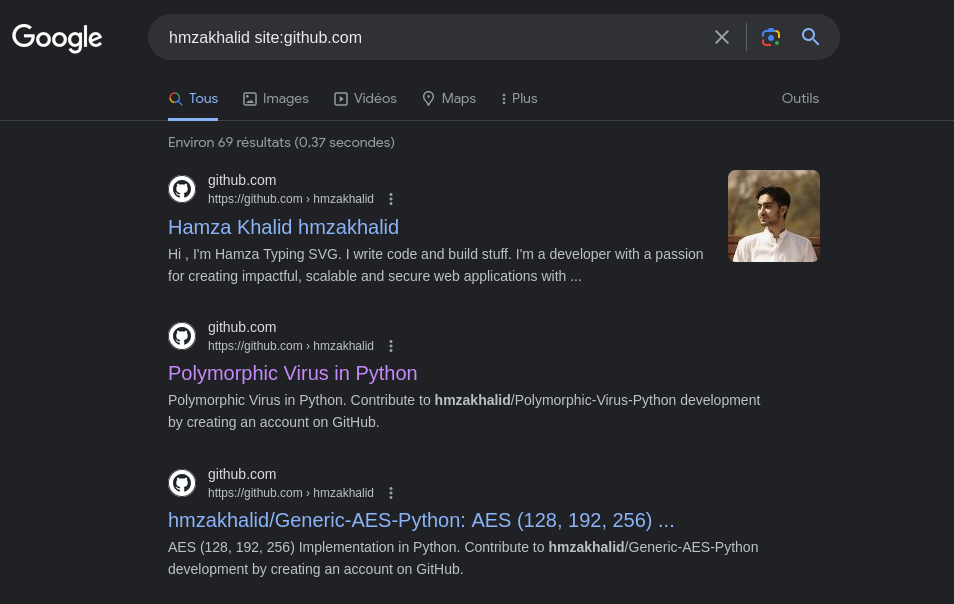 Google
hmzakhalid site:github.com
Tous Images Vidéos Maps Plus Outils
Environ 69 résultats (0,37 secondes)
github.com
https://github.com › hmzakhalid
Hamza Khalid hmzakhalid
Hi , I'm Hamza Typing SVG. I write code and build stuff. I'm a developer with a passion
for creating impactful, scalable and secure web applications with ...
github.com
https://github.com › hmzakhalid
Polymorphic Virus in Python
Polymorphic Virus in Python. Contribute to hmzakhalid/Polymorphic-Virus-Python development
by creating an account on GitHub.
github.com
https://github.com › hmzakhalid
hmzakhalid/Generic-AES-Python: AES (128, 192, 256) ...
AES (128, 192, 256) Implementation in Python. Contribute to hmzakhalid/Generic-AES-Python
development by creating an account on GitHub.